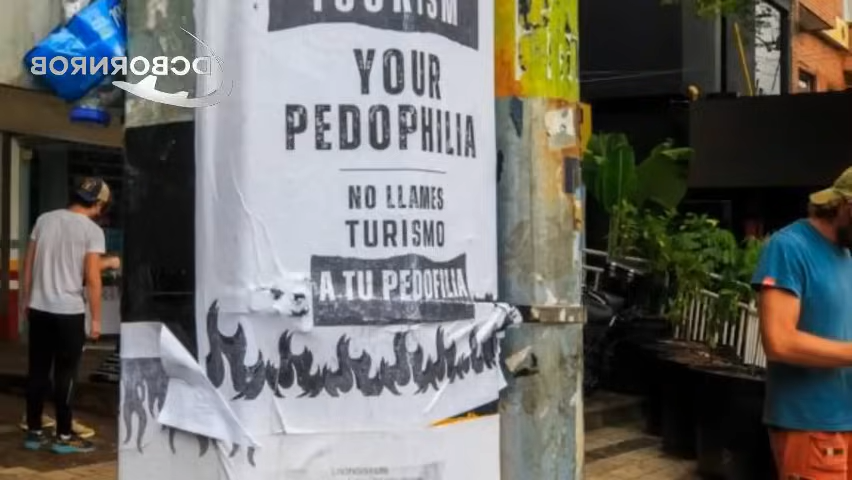 TOURISM
YOUR
PEDOPHILIA
NO LLAMES
TURISMO
A TU PEDOFILIA
DCBORNROB